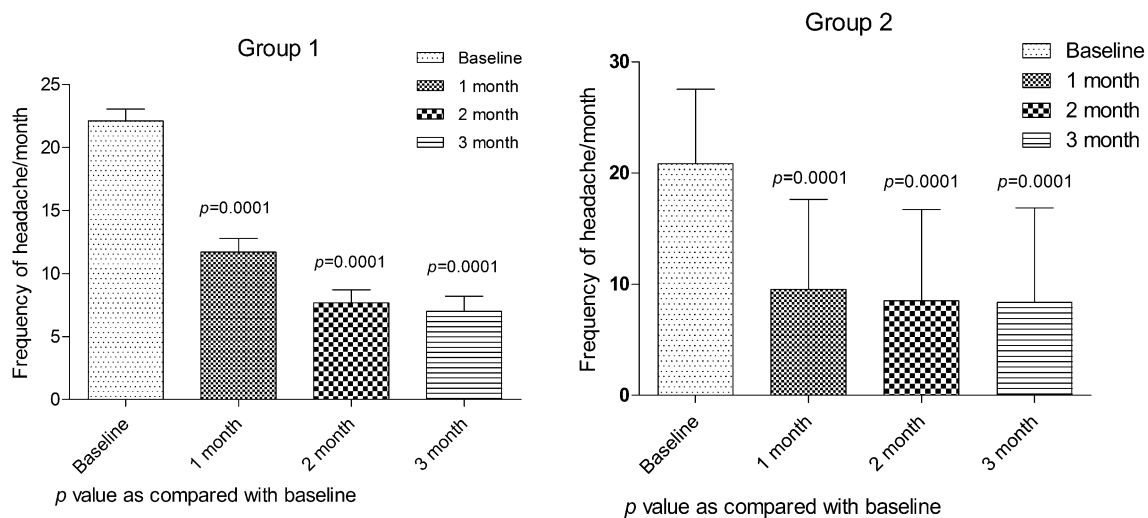 Group 1
Baseline
1 month
2 month
3 month
Frequency of headache/month
25
20
15
10
5
0
p=0.0001
p=0.0001
p=0.0001
Baseline
1 month
2 month
3 month
p value as compared with baseline
Group 2
Baseline
1 month
2 month
3 month
Frequency of headache/month
30
20
10
0
p=0.0001
p=0.0001
p=0.0001
Baseline
1 month
2 month
3 month
p value as compared with baseline